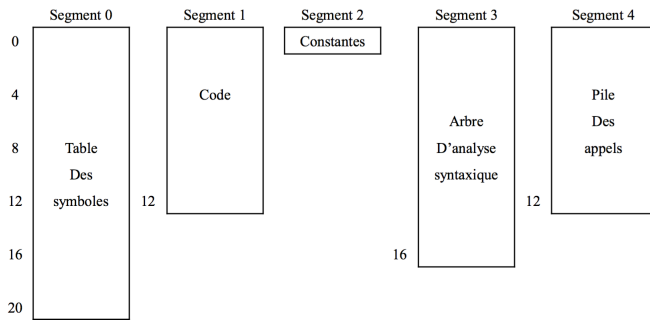 Segment 0 Segment 1 Segment 2 Segment 3 Segment 4
0 Constantes
4 Code Pile
Arbre Des
8 Table D’analyse appels
Des syntaxique
12 symboles 12 12
16 16
20